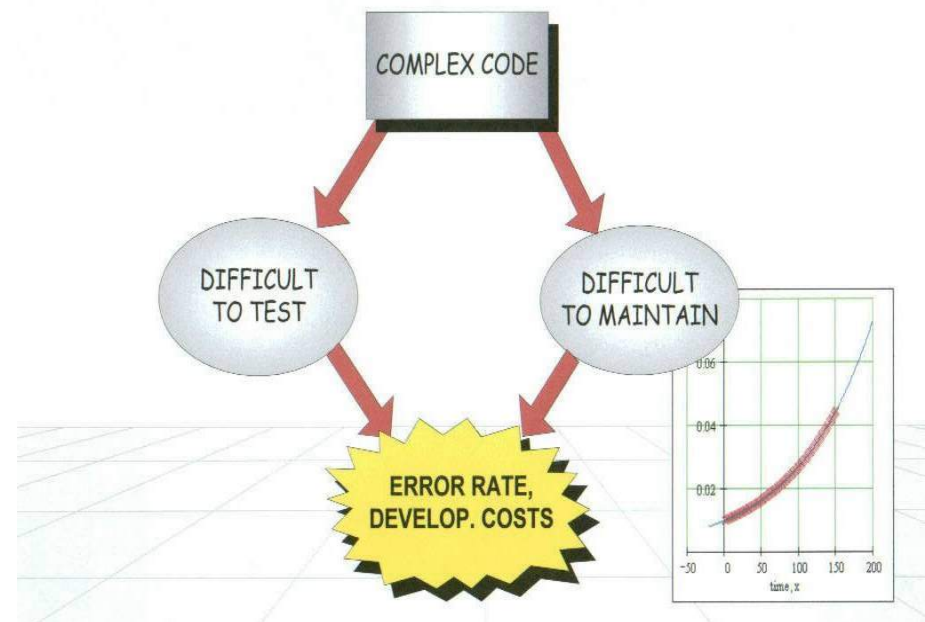 COMPLEX CODE
DIFFICULT
TO TEST
DIFFICULT
TO MAINTAIN
ERROR RATE,
DEVELOP. COSTS
0.06
0.04
0.02
-50 0 50 100 150 200
time, x